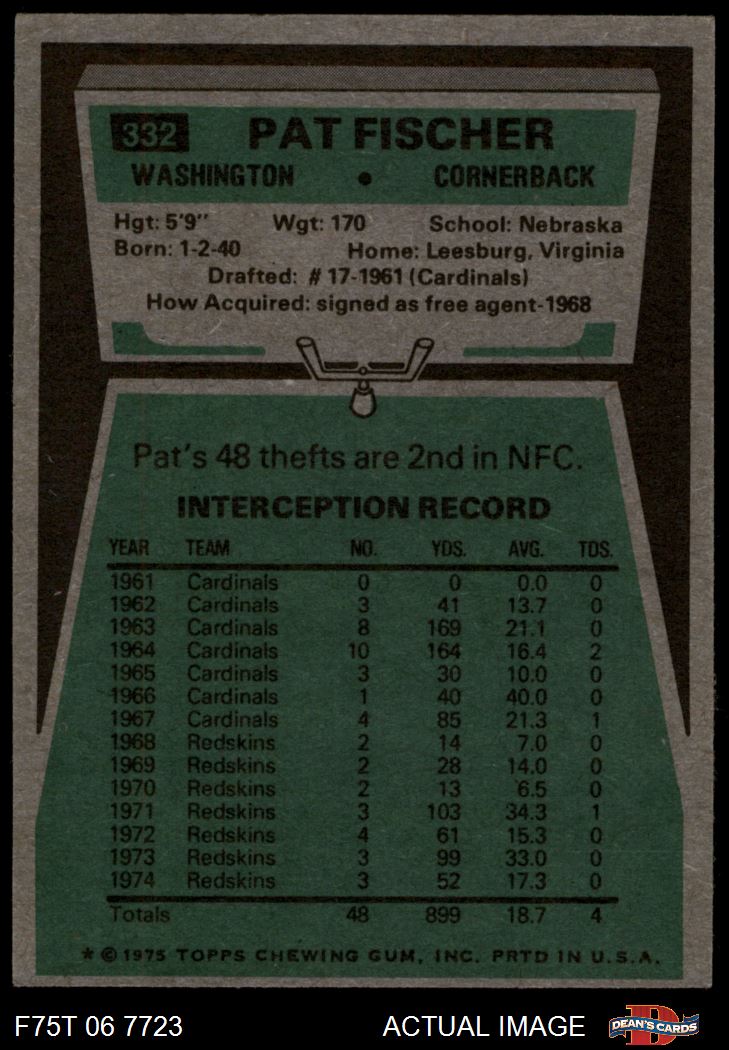 332 PAT FISCHER
WASHINGTON • CORNERBACK
Hgt: 5'9" Wgt: 170 School: Nebraska
Born: 1-2-40 Home: Leesburg, Virginia
Drafted: # 17-1961 (Cardinals)
How Acquired: signed as free agent-1968
Pat's 48 thefts are 2nd in NFC.
INTERCEPTION RECORD
YEAR TEAM NO. YDS. AVG. TDS.
1961 Cardinals 0 0 0.0 0
1962 Cardinals 3 41 13.7 0
1963 Cardinals 8 169 21.1 0
1964 Cardinals 10 164 16.4 2
1965 Cardinals 3 30 10.0 0
1966 Cardinals 1 40 40.0 0
1967 Cardinals 4 85 21.3 1
1968 Redskins 2 14 7.0 0
1969 Redskins 2 28 14.0 0
1970 Redskins 2 13 6.5 0
1971 Redskins 3 103 34.3 1
1972 Redskins 4 61 15.3 0
1973 Redskins 3 99 33.0 0
1974 Redskins 3 52 17.3 0
Totals 48 899 18.7 4
* © 1975 TOPPS CHEWING GUM, INC. PRTD IN U.S.A.
F75T 06 7723 ACTUAL IMAGE D DEAN'S CARDS